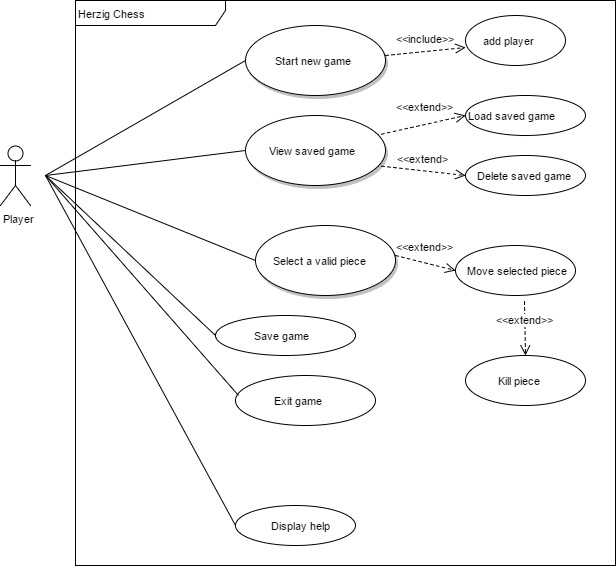 Herzig Chess
Start new game
<<include>>
add player
View saved game
<<extend>>
Load saved game
<<extend>
Delete saved game
Player
Select a valid piece
<<extend>>
Move selected piece
<<extend>>
Kill piece
Save game
Exit game
Display help